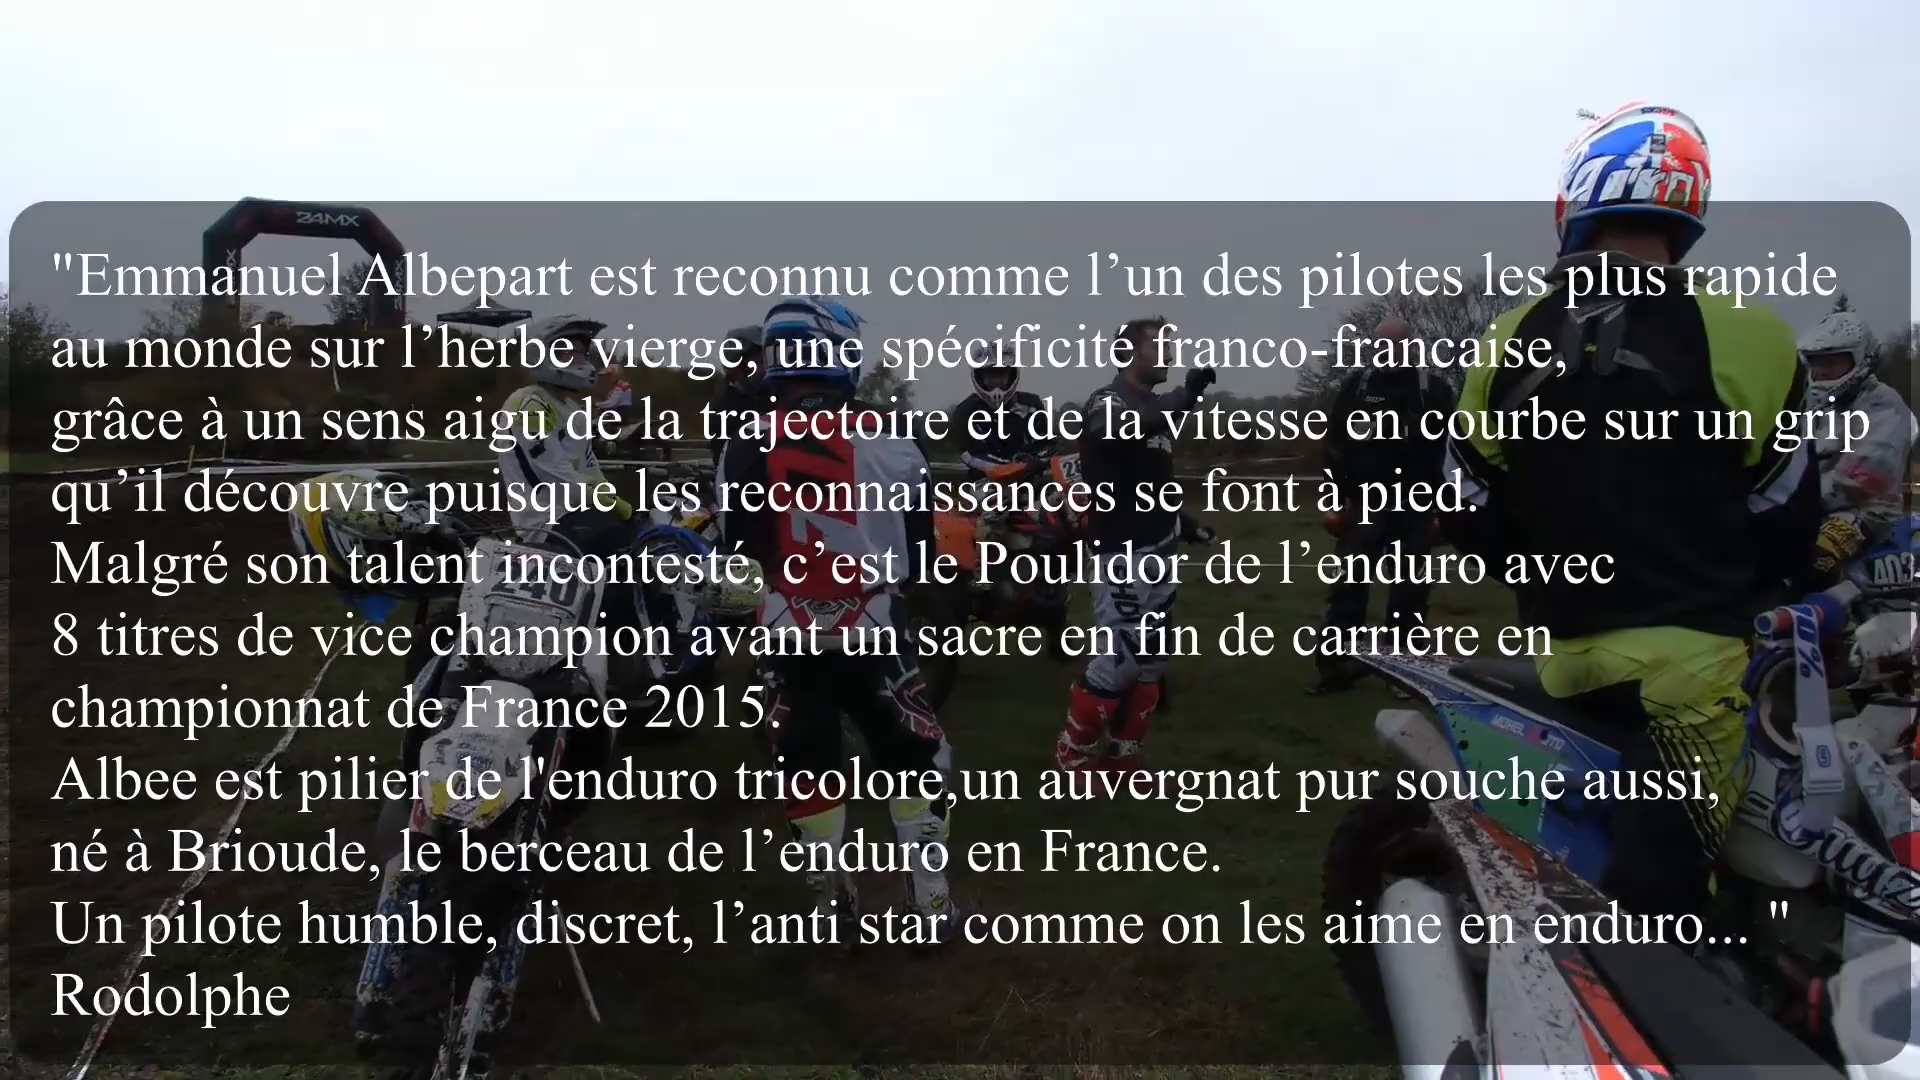 24MX
"Emmanuel Albepart est reconnu comme l’un des pilotes les plus rapide
au monde sur l’herbe vierge, une spécificité franco-francaise,
grâce à un sens aigu de la trajectoire et de la vitesse en courbe sur un grip
qu’il découvre puisque les reconnaissances se font à pied.
Malgré son talent incontesté, c’est le Poulidor de l’enduro avec
8 titres de vice champion avant un sacre en fin de carrière en
championnat de France 2015.
Albee est pilier de l'enduro tricolore,un auvergnat pur souche aussi,
né à Brioude, le berceau de l’enduro en France.
Un pilote humble, discret, l’anti star comme on les aime en enduro... "
Rodolphe
240
403